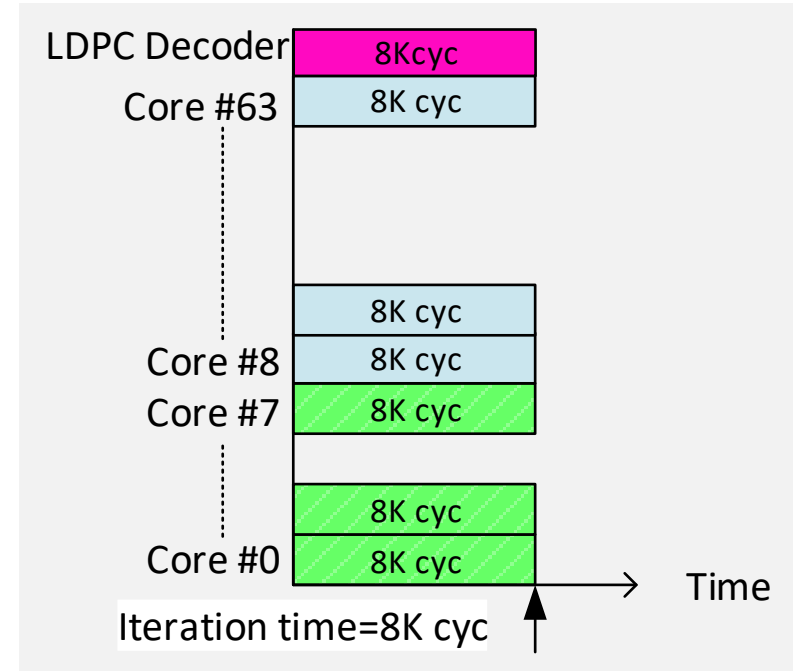 LDPC Decoder 8Kcyc
Core #63 8K cyc
8K cyc
Core #8 8K cyc
Core #7 8K cyc
8K cyc
Core #0 8K cyc
Time
Iteration time=8K cyc